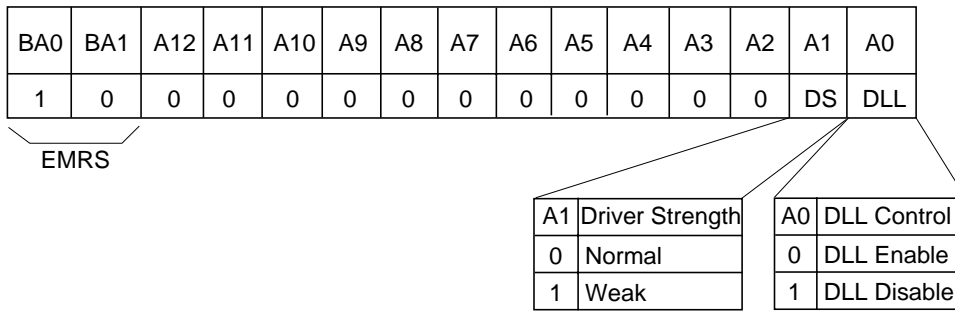 BA0 BA1 A12 A11 A10 A9 A8 A7 A6 A5 A4 A3 A2 A1 A0
1 0 0 0 0 0 0 0 0 0 0 0 0 DS DLL
EMRS
A1 Driver Strength
0 Normal
1 Weak
A0 DLL Control
0 DLL Enable
1 DLL Disable